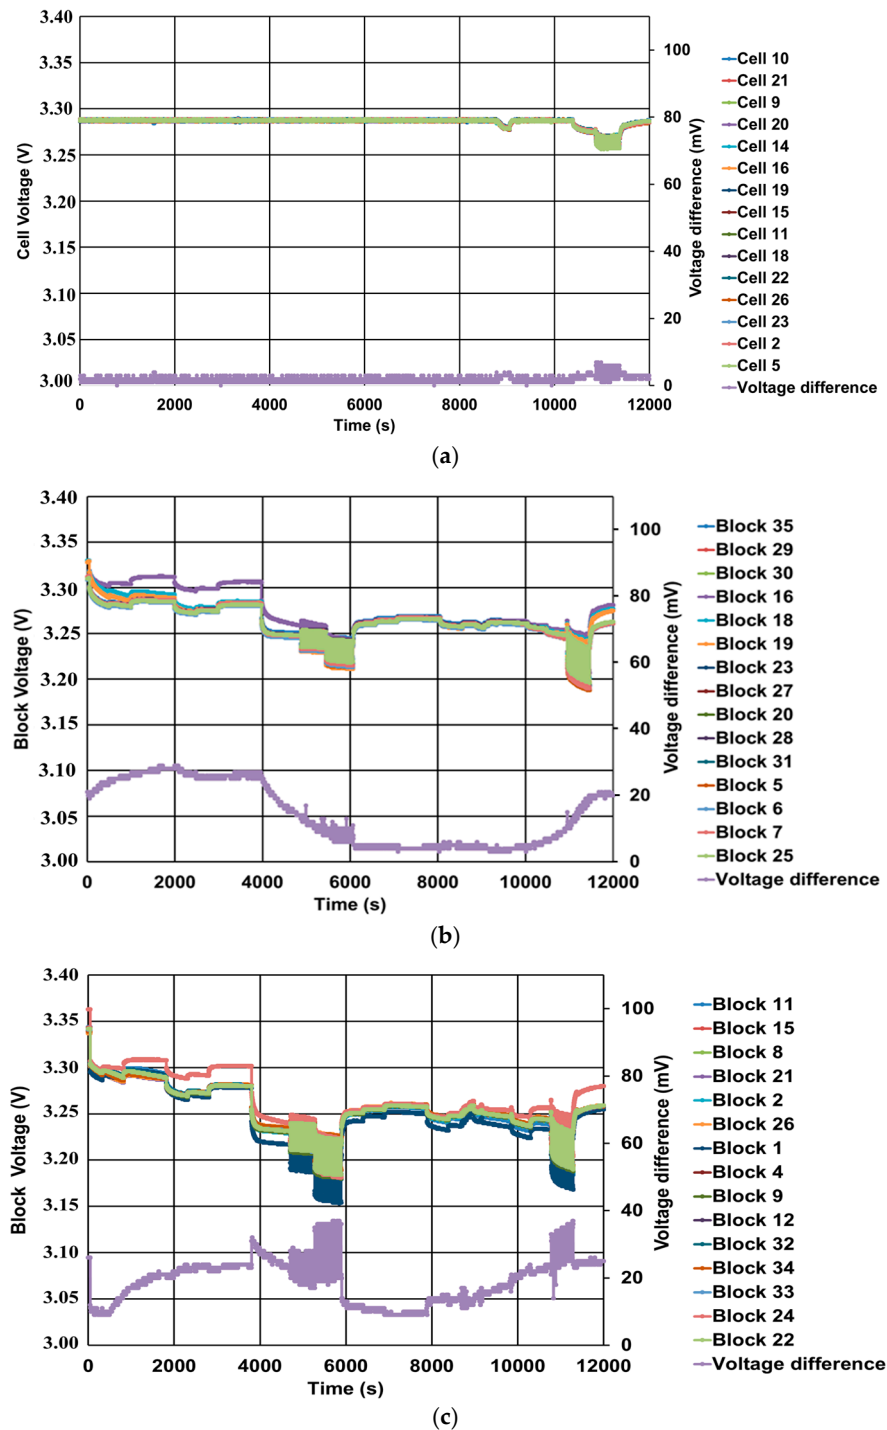 3.40
3.35
3.30
3.25
3.20
3.15
3.10
3.05
3.00
Cell Voltage (V)
0 2000 4000 6000 8000 10000 12000
Time (s)
100
80
60
40
20
0
Voltage difference (mV)
Cell 10
Cell 21
Cell 9
Cell 20
Cell 14
Cell 16
Cell 19
Cell 15
Cell 11
Cell 18
Cell 22
Cell 26
Cell 23
Cell 2
Cell 5
Voltage difference
(a)
3.40
3.35
3.30
3.25
3.20
3.15
3.10
3.05
3.00
Block Voltage (V)
0 2000 4000 6000 8000 10000 12000
Time (s)
100
80
60
40
20
0
Voltage difference (mV)
Block 35
Block 29
Block 30
Block 16
Block 18
Block 19
Block 23
Block 27
Block 20
Block 28
Block 31
Block 5
Block 6
Block 7
Block 25
Voltage difference
(b)
3.40
3.35
3.30
3.25
3.20
3.15
3.10
3.05
3.00
Block Voltage (V)
0 2000 4000 6000 8000 10000 12000
Time (s)
100
80
60
40
20
0
Voltage difference (mV)
Block 11
Block 15
Block 8
Block 21
Block 2
Block 26
Block 1
Block 4
Block 9
Block 12
Block 32
Block 34
Block 33
Block 24
Block 22
Voltage difference
(c)